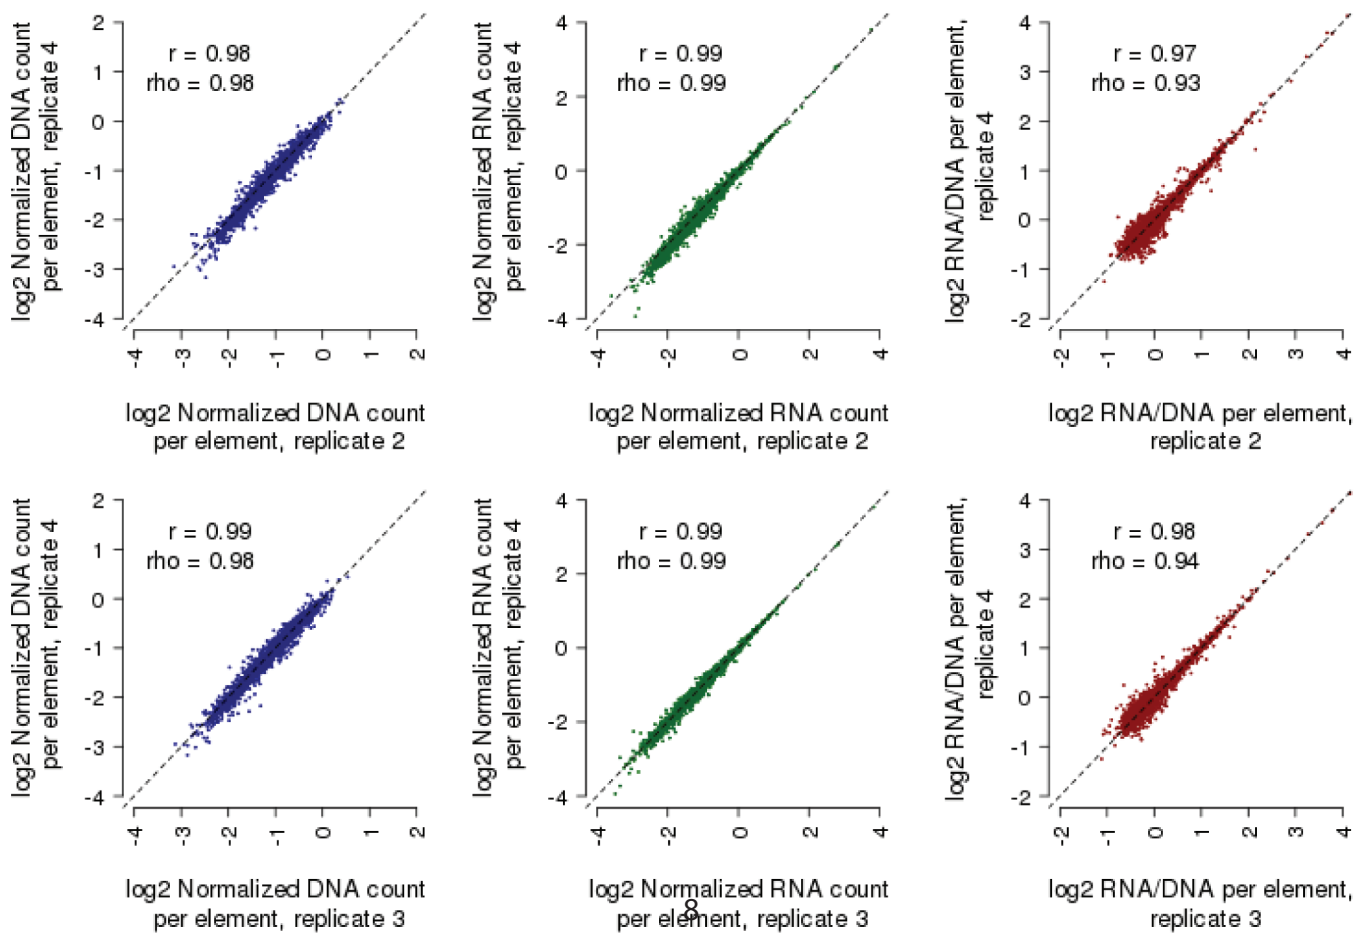 log2 Normalized DNA count
per element, replicate 4
2
1
0
-1
-2
-3
-4
r = 0.98
rho = 0.98
-4 -3 -2 -1 0 1 2
log2 Normalized DNA count
per element, replicate 2
log2 Normalized RNA count
per element, replicate 4
4
2
0
-2
-4
r = 0.99
rho = 0.99
-4 -2 0 2 4
log2 Normalized RNA count
per element, replicate 2
log2 RNA/DNA per element,
replicate 4
4
3
2
1
0
-1
-2
r = 0.97
rho = 0.93
-2 -1 0 1 2 3 4
log2 RNA/DNA per element,
replicate 2
log2 Normalized DNA count
per element, replicate 4
2
1
0
-1
-2
-3
-4
r = 0.99
rho = 0.98
-4 -3 -2 -1 0 1 2
log2 Normalized DNA count
per element, replicate 3
log2 Normalized RNA count
per element, replicate 4
4
2
0
-2
-4
r = 0.99
rho = 0.99
-4 -2 0 2 4
log2 Normalized RNA count
per element, replicate 3
log2 RNA/DNA per element,
replicate 4
4
3
2
1
0
-1
-2
r = 0.98
rho = 0.94
-2 -1 0 1 2 3 4
log2 RNA/DNA per element,
replicate 3
8